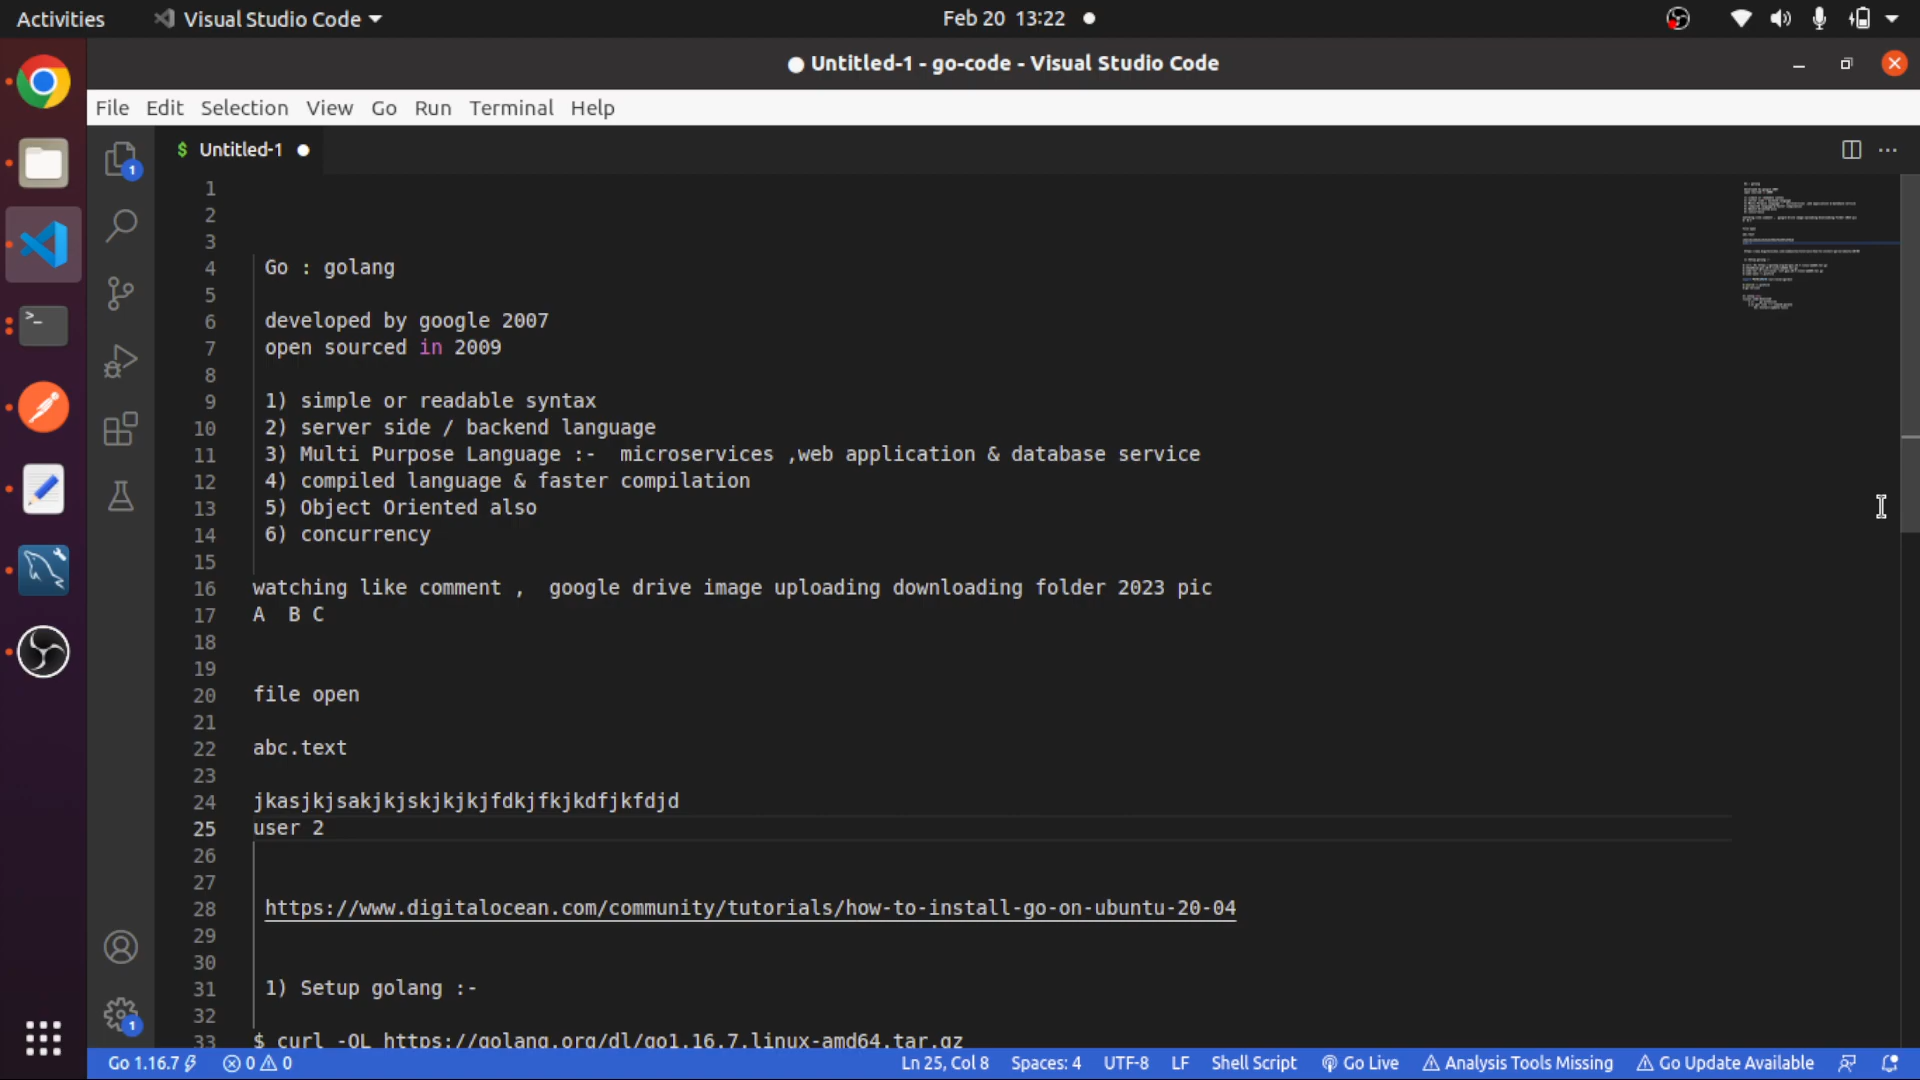 Activities Visual Studio Code Feb 20 13:22
Untitled-1 - go-code - Visual Studio Code
File Edit Selection View Go Run Terminal Help
$ Untitled-1
1
2
3
4 Go : golang
5
6 developed by google 2007
7 open sourced in 2009
8
9 1) simple or readable syntax
10 2) server side / backend language
11 3) Multi Purpose Language :-  microservices ,web application & database service
12 4) compiled language & faster compilation
13 5) Object Oriented also
14 6) concurrency
15
16 watching like comment ,  google drive image uploading downloading folder 2023 pic
17 A  B C
18
19
20 file open
21
22 abc.text
23
24 jkasjkjsakjkjskjkjkjfdkjfkjkdfjkfdjd
25 user 2
26
27
28 https://www.digitalocean.com/community/tutorials/how-to-install-go-on-ubuntu-20-04
29
30
31 1) Setup golang :-
32
33 $ curl -OL https://golang.org/dl/go1.16.7.linux-amd64.tar.gz
Go 1.16.7 0 0 Ln 25, Col 8 Spaces: 4 UTF-8 LF Shell Script Go Live Analysis Tools Missing Go Update Available